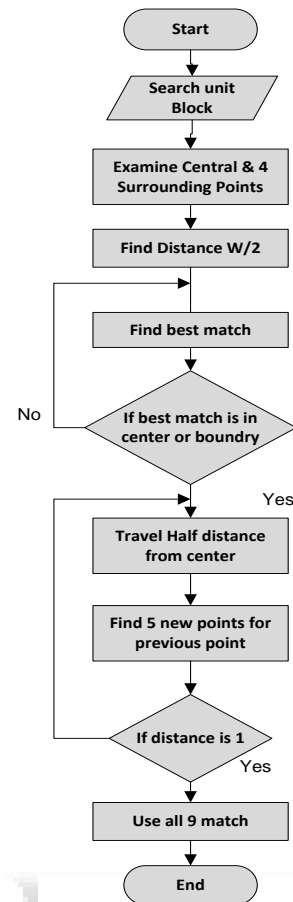 Start
Search unit
Block
Examine Central & 4
Surrounding Points
Find Distance W/2
Find best match
No
If best match is in
center or boundry
Yes
Travel Half distance
from center
Find 5 new points for
previous point
If distance is 1
Yes
Use all 9 match
End